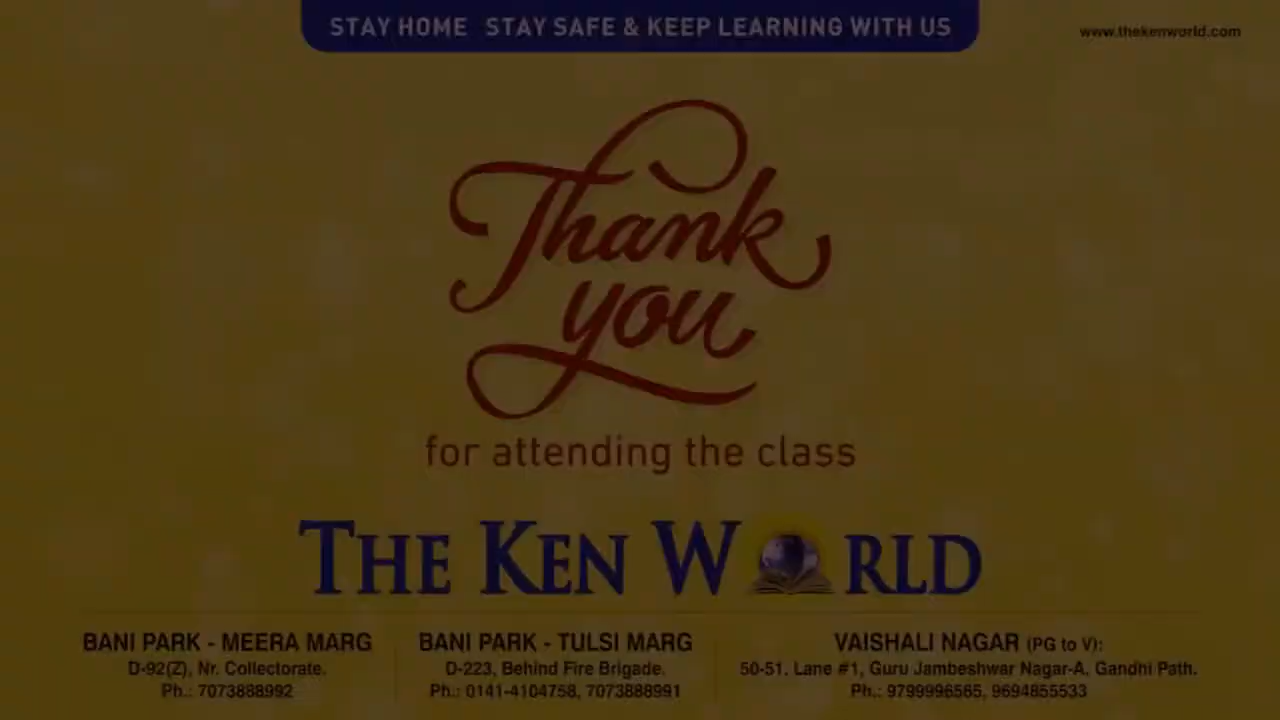 STAY HOME STAY SAFE & KEEP LEARNING WITH US
www.thekenworld.com
Thank
you
for attending the class
THE KEN WORLD
BANI PARK - MEERA MARG
D-92(Z), Nr. Collectorate.
Ph.: 7073888992
BANI PARK - TULSI MARG
D-223, Behind Fire Brigade.
Ph.: 0141-4104758, 7073888991
VAISHALI NAGAR (PG to V):
50-51, Lane #1, Guru Jambeshwar Nagar-A, Gandhi Path.
Ph.: 9799996565, 9694855533